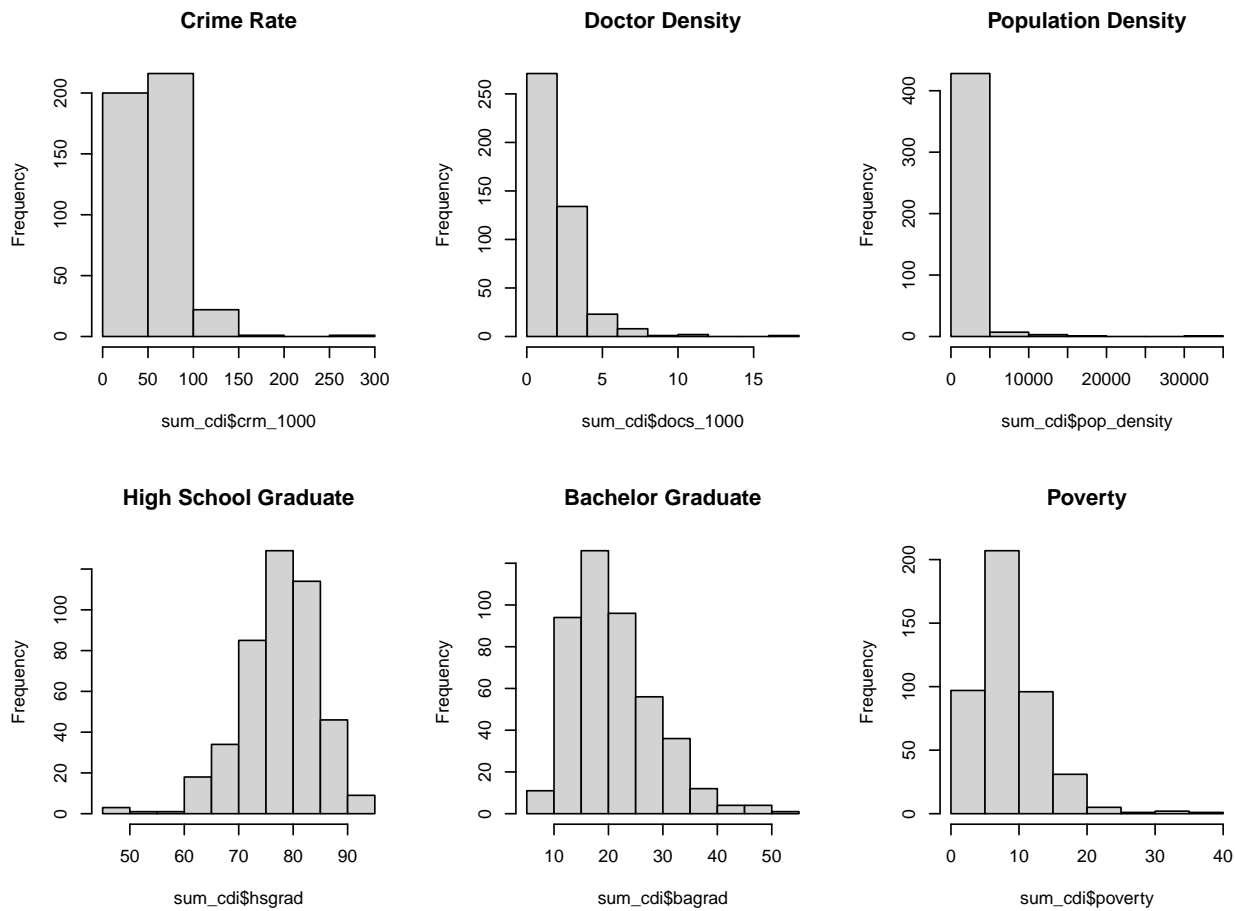 Crime Rate
Frequency
0 50 100 150 200
0 50 100 150 200 250 300
sum_cdi$crm_1000
Doctor Density
Frequency
0 50 100 150 200 250
0 5 10 15
sum_cdi$docs_1000
Population Density
Frequency
0 100 200 300 400
0 10000 20000 30000
sum_cdi$pop_density
High School Graduate
Frequency
0 20 40 60 80 100
50 60 70 80 90
sum_cdi$hsgrad
Bachelor Graduate
Frequency
0 20 40 60 80 100
10 20 30 40 50
sum_cdi$bagrad
Poverty
Frequency
0 50 100 150 200
0 10 20 30 40
sum_cdi$poverty